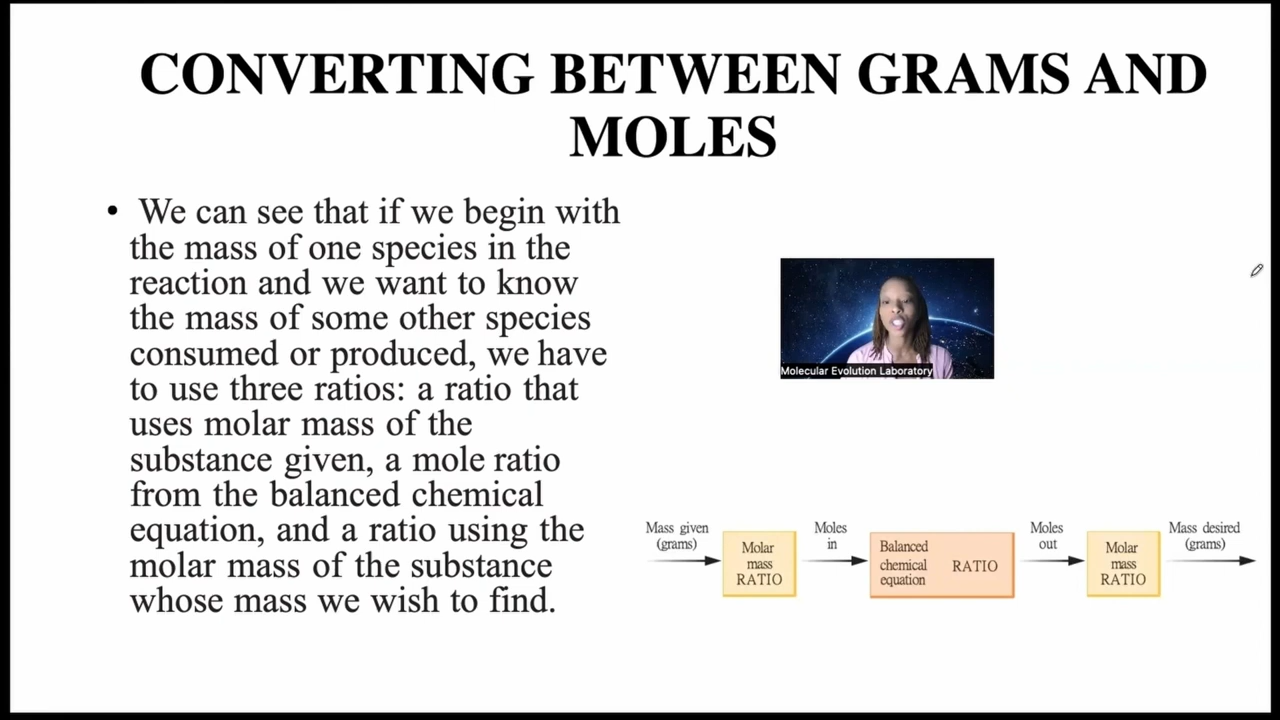 CONVERTING BETWEEN GRAMS AND
MOLES
• We can see that if we begin with
the mass of one species in the
reaction and we want to know
the mass of some other species
consumed or produced, we have
to use three ratios: a ratio that
uses molar mass of the
substance given, a mole ratio
from the balanced chemical
equation, and a ratio using the
molar mass of the substance
whose mass we wish to find.
Molecular Evolution Laboratory
Mass given
(grams)
Molar
mass
RATIO
Moles
in
Balanced
chemical
equation
RATIO
Moles
out
Molar
mass
RATIO
Mass desired
(grams)